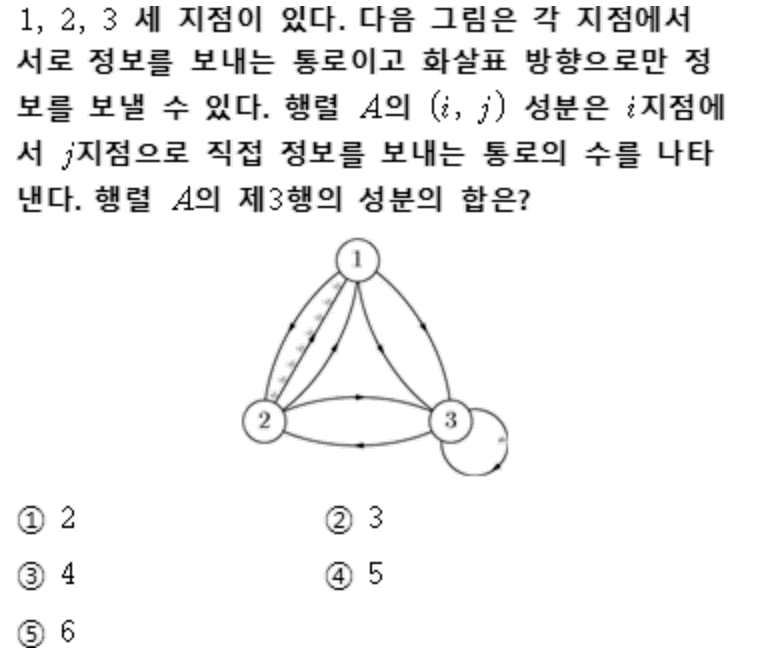 1, 2, 3 세 지점이 있다. 다음 그림은 각 지점에서
서로 정보를 보내는 통로이고 화살표 방향으로만 정
보를 보낼 수 있다. 행렬 A의 (i, j) 성분은 i지점에
서 j지점으로 직접 정보를 보내는 통로의 수를 나타
낸다. 행렬 A의 제3행의 성분의 합은?
1
2 3
① 2 ② 3
③ 4 ④ 5
⑤ 6